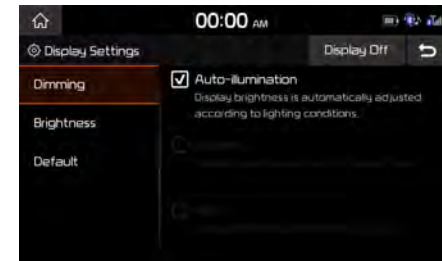 00:00 AM
Display Settings
Display Off
Dimming
Auto-illumination
Display brightness is automatically adjusted
according to lighting conditions.
Brightness
Default